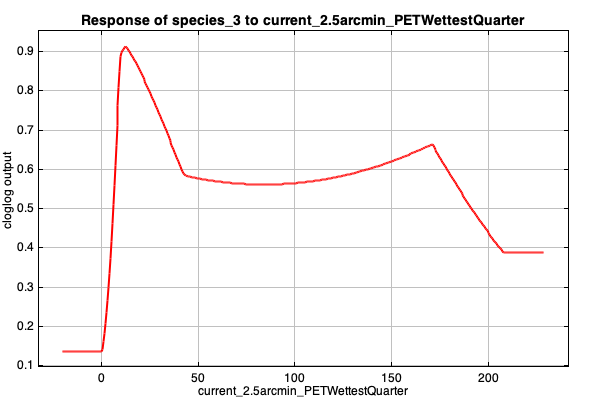 Response of species_3 to current_2.5arcmin_PETWettestQuarter
0.9
0.8
0.7
0.6
0.5
0.4
0.3
0.2
0.1
cloglog output
0 50 100 150 200
current_2.5arcmin_PETWettestQuarter